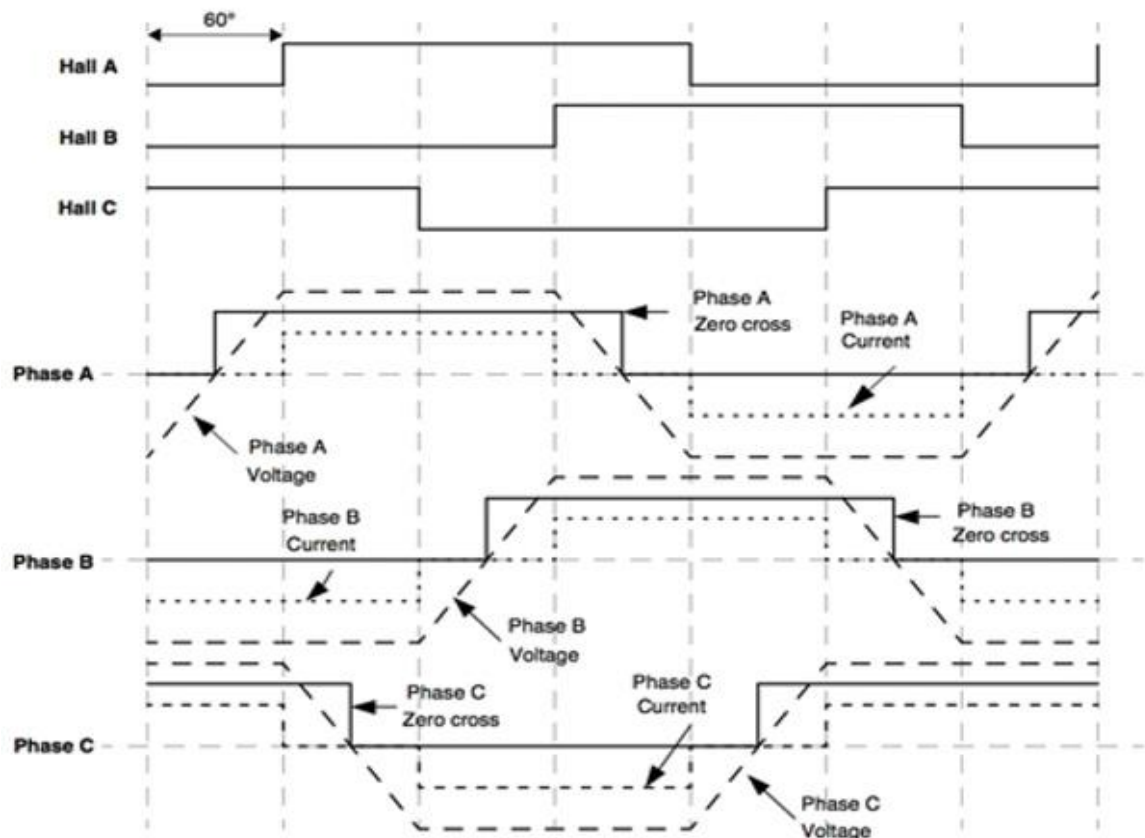 60°
Hall A
Hall B
Hall C
Phase A
Zero cross
Phase A
Current
Phase A
Phase A
Voltage
Phase B
Current
Phase B
Zero cross
Phase B
Phase B
Voltage
Phase C
Zero cross
Phase C
Current
Phase C
Phase C
Voltage